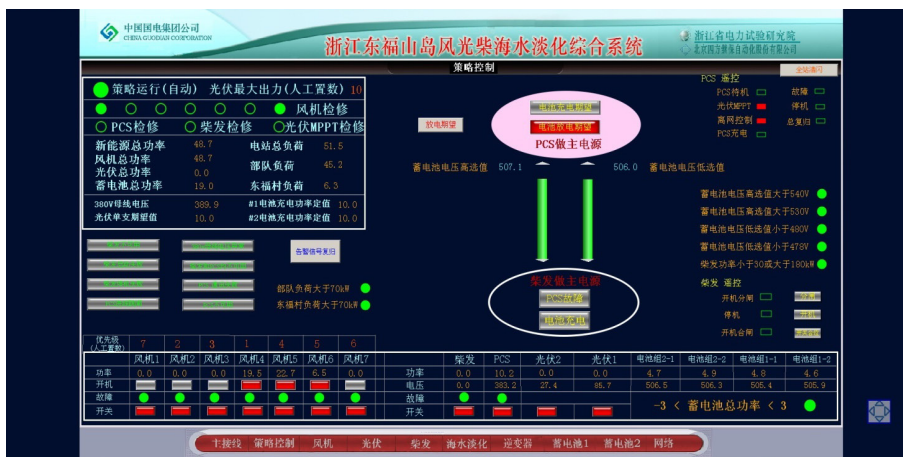 中国国电集团公司
CHINA GUODIAN CORPORATION
浙江东福山岛风光柴海水淡化综合系统
浙江省电力试验研究院
策略控制
策略运行(自动) 光伏最大出力(人工置数) 10
风机检修
PCS检修 柴发检修 光伏MPPT检修
新能源总功率 48.7 电站总负荷 51.5
风机总功率 48.7 部队负荷 45.2
光伏总功率 0.0
蓄电池总功率 19.0 东福村负荷 6.3
380V母线电压 389.9 #1电池充电功率定值 10.0
光伏单支期望值 10.0 #2电池充电功率定值 10.0
告警信号复归
部队负荷大于70kW
东福村负荷大于70kW
放电期望
电池充电期望
电池放电期望
PCS做主电源
蓄电池电压高选值 507.1
506.0 蓄电池电压低选值
柴发做主电源
PCS故障
电池充电
PCS 遥控
PCS待机 故障
光伏MPPT 停机
离网控制 总复归
PCS充电
蓄电池电压高选值大于540V
蓄电池电压高选值大于530V
蓄电池电压低选值小于480V
蓄电池电压低选值小于478V
柴发功率小于30或大于180kW
柴发 遥控
开机分闸
停机
开机合闸
优先级(人工置数) 7 2 3 1 4 5 6
风机1 风机2 风机3 风机4 风机5 风机6 风机7 柴发 PCS 光伏2 光伏1 电池组2-1 电池组2-2 电池组1-1 电池组1-2
功率 0.0 0.0 0.0 19.5 22.7 6.5 0.0 功率 0.0 10.2 0.0 0.0 4.7 4.9 4.8 4.6
开机 电压 0.0 383.2 27.4 85.7 506.5 506.3 505.4 505.9
故障 故障
开关 开关
-3 < 蓄电池总功率 < 3
主接线 策略控制 风机 光伏 柴发 海水淡化 逆变器 蓄电池1 蓄电池2 网络